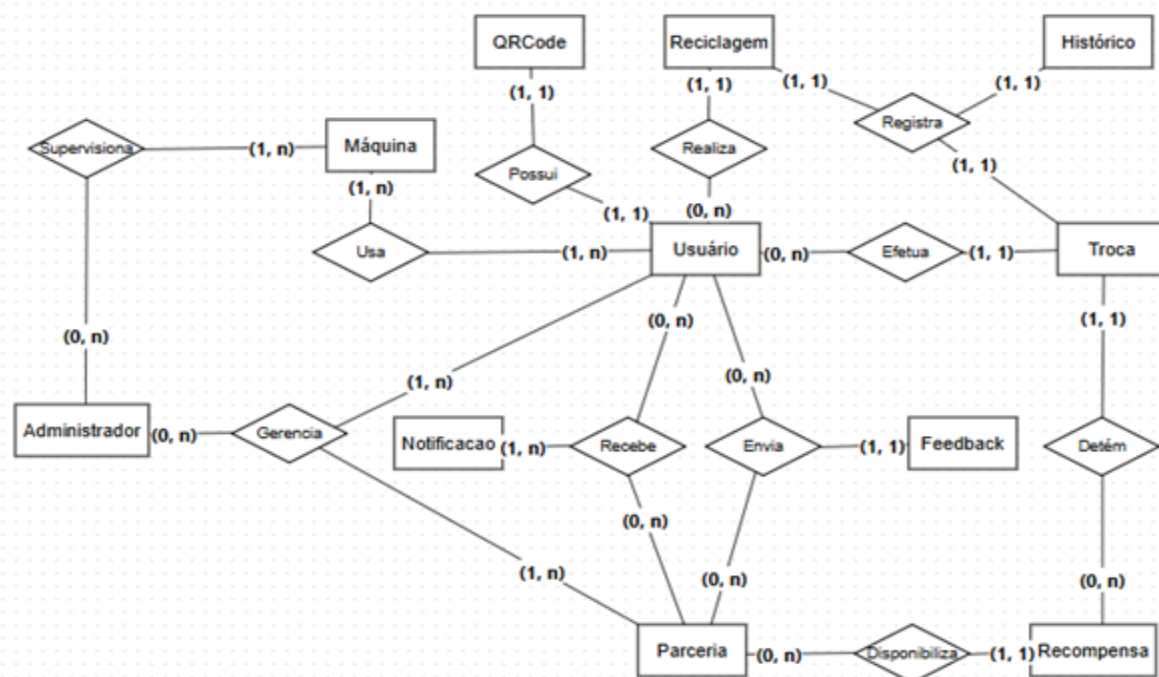 QRCode
Reciclagem
Histórico
(1, 1)
(1, 1)
(1, 1)
(1, 1)
Supervisiona
(1, n)
Máquina
Registra
Realiza
Possui
(1, n)
(1, 1)
(1, 1)
(0, n)
Usa
(1, n)
Usuário
(0, n)
Efetua
(1, 1)
Troca
(0, n)
(0, n)
(1, 1)
(1, n)
(0, n)
Administrador
(0, n)
Gerencia
Notificacao
(1, n)
Recebe
Envia
(1, 1)
Feedback
Detém
(0, n)
(1, n)
(0, n)
(0, n)
Parceria
(0, n)
Disponibiliza
(1, 1)
Recompensa